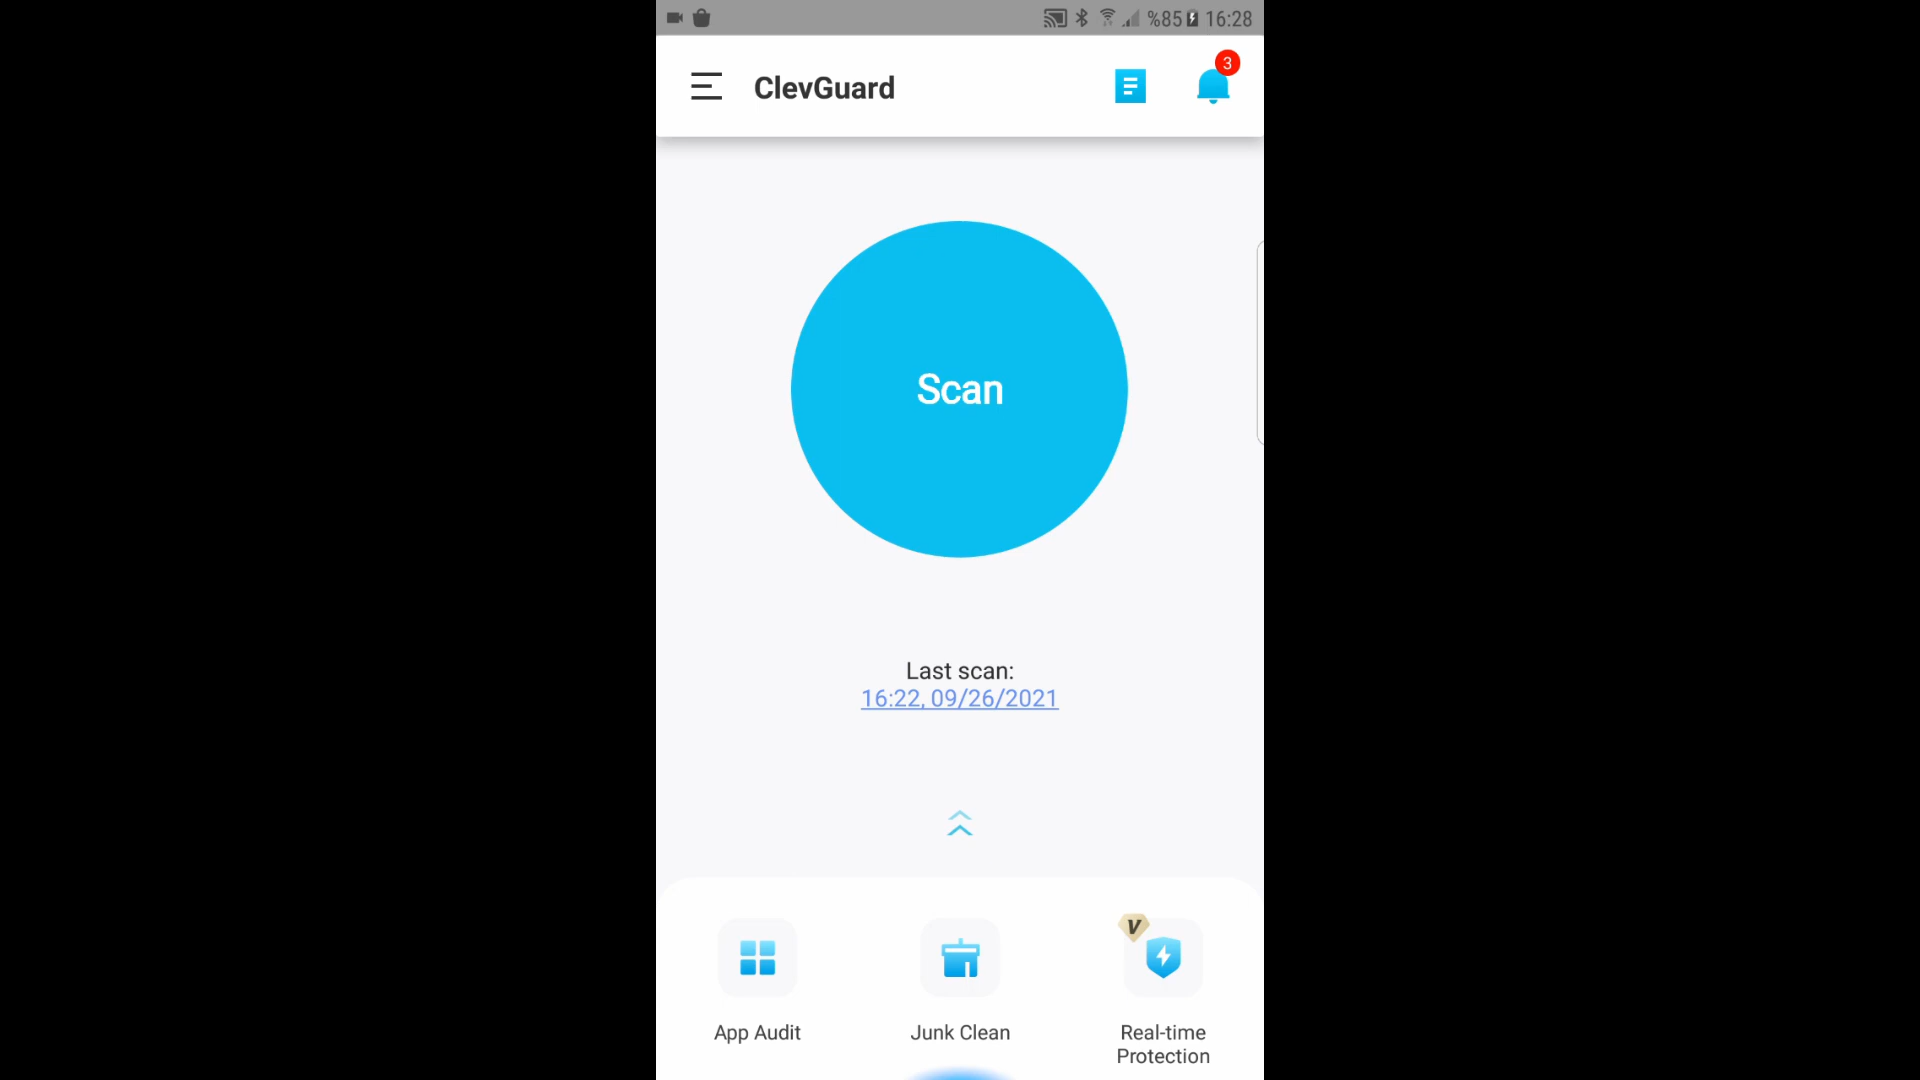 %85 16:28
ClevGuard
3
Scan
Last scan:
16:22, 09/26/2021
V
App Audit
Junk Clean
Real-time
Protection